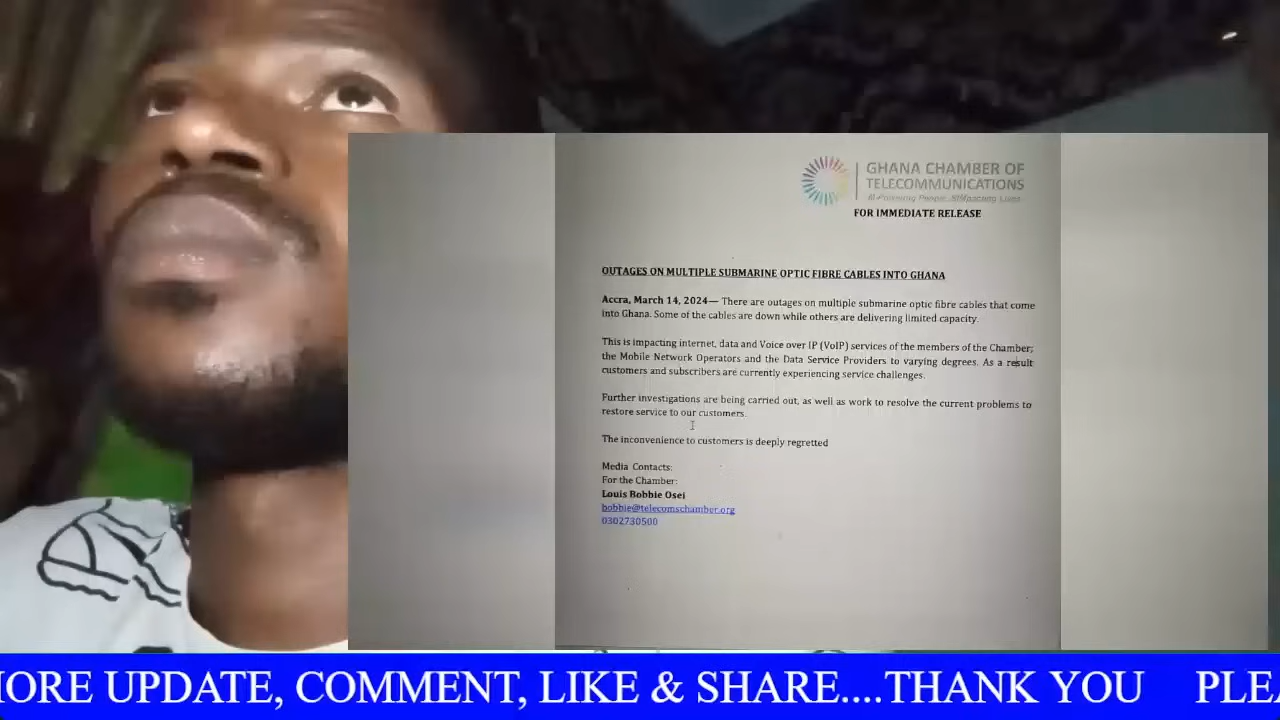 GHANA CHAMBER OF
TELECOMMUNICATIONS
FOR IMMEDIATE RELEASE
OUTAGES ON MULTIPLE SUBMARINE OPTIC FIBRE CABLES INTO GHANA
Accra, March 14, 2024— There are outages on multiple submarine optic fibre cables that come
into Ghana. Some of the cables are down while others are delivering limited capacity.
This is impacting internet, data and Voice over IP (VoIP) services of the members of the Chamber;
the Mobile Network Operators and the Data Service Providers to varying degrees. As a result
customers and subscribers are currently experiencing service challenges.
Further investigations are being carried out, as well as work to resolve the current problems to
restore service to our customers.
The inconvenience to customers is deeply regretted
Media Contacts:
For the Chamber:
Louis Bobbie Osei
bobbie@telecomschamber.org
0302730500
UPDATE, COMMENT, LIKE & SHARE....THANK YOU